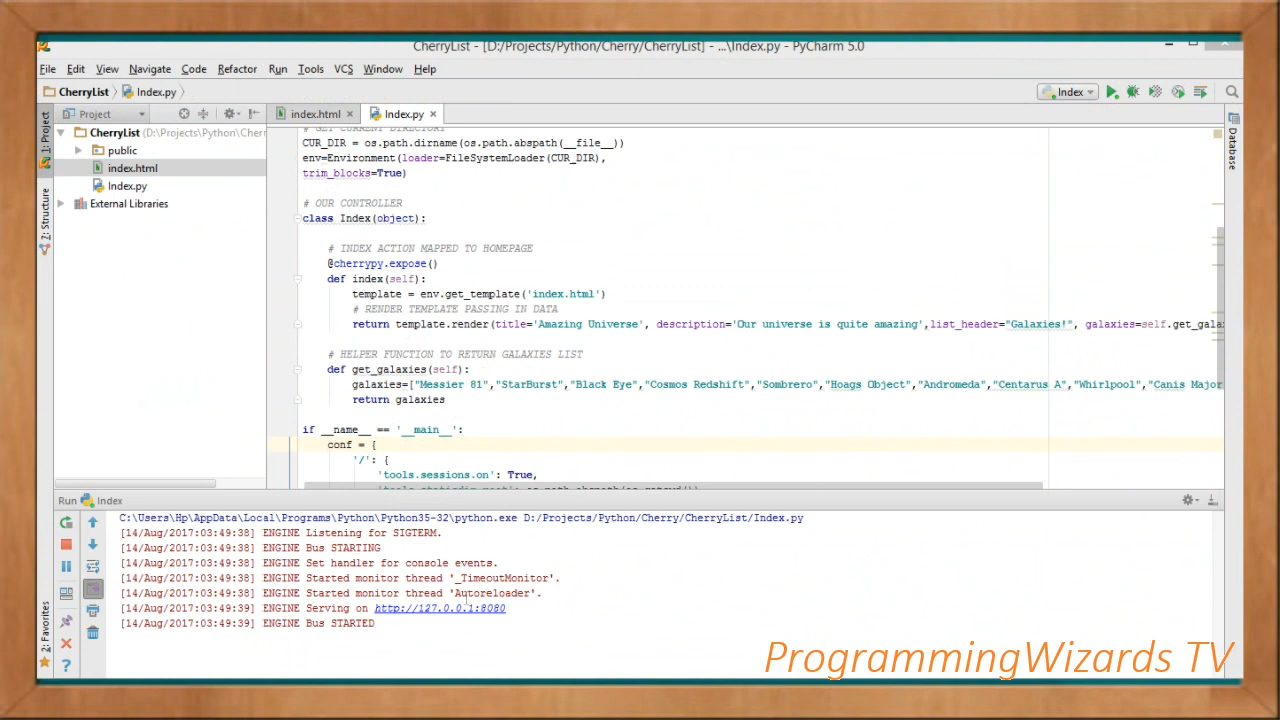 CherryList - [D:/Projects/Python/Cherry/CherryList] - ...\Index.py - PyCharm 5.0
File Edit View Navigate Code Refactor Run Tools VCS Window Help
CherryList Index.py Index
Project index.html Index.py
1: Project
7: Structure
2: Favorites
Database
CherryList (D:\Projects\Python\Cherr
public
index.html
Index.py
External Libraries
# GET CURRENT DIRECTORY
CUR_DIR = os.path.dirname(os.path.abspath(__file__))
env=Environment(loader=FileSystemLoader(CUR_DIR),
trim_blocks=True)
# OUR CONTROLLER
class Index(object):
# INDEX ACTION MAPPED TO HOMEPAGE
@cherrypy.expose()
def index(self):
template = env.get_template('index.html')
# RENDER TEMPLATE PASSING IN DATA
return template.render(title='Amazing Universe', description='Our universe is quite amazing',list_header="Galaxies!", galaxies=self.get_gala
# HELPER FUNCTION TO RETURN GALAXIES LIST
def get_galaxies(self):
galaxies=["Messier 81","StarBurst","Black Eye","Cosmos Redshift","Sombrero","Hoags Object","Andromeda","Centarus A","Whirlpool","Canis Major
return galaxies
if __name__ == '__main__':
conf = {
'/': {
'tools.sessions.on': True,
Run Index
C:\Users\Hp\AppData\Local\Programs\Python\Python35-32\python.exe D:/Projects/Python/Cherry/CherryList/Index.py
[14/Aug/2017:03:49:38] ENGINE Listening for SIGTERM.
[14/Aug/2017:03:49:38] ENGINE Bus STARTING
[14/Aug/2017:03:49:38] ENGINE Set handler for console events.
[14/Aug/2017:03:49:38] ENGINE Started monitor thread '_TimeoutMonitor'.
[14/Aug/2017:03:49:38] ENGINE Started monitor thread 'Autoreloader'.
[14/Aug/2017:03:49:39] ENGINE Serving on http://127.0.0.1:8080
[14/Aug/2017:03:49:39] ENGINE Bus STARTED
ProgrammingWizards TV